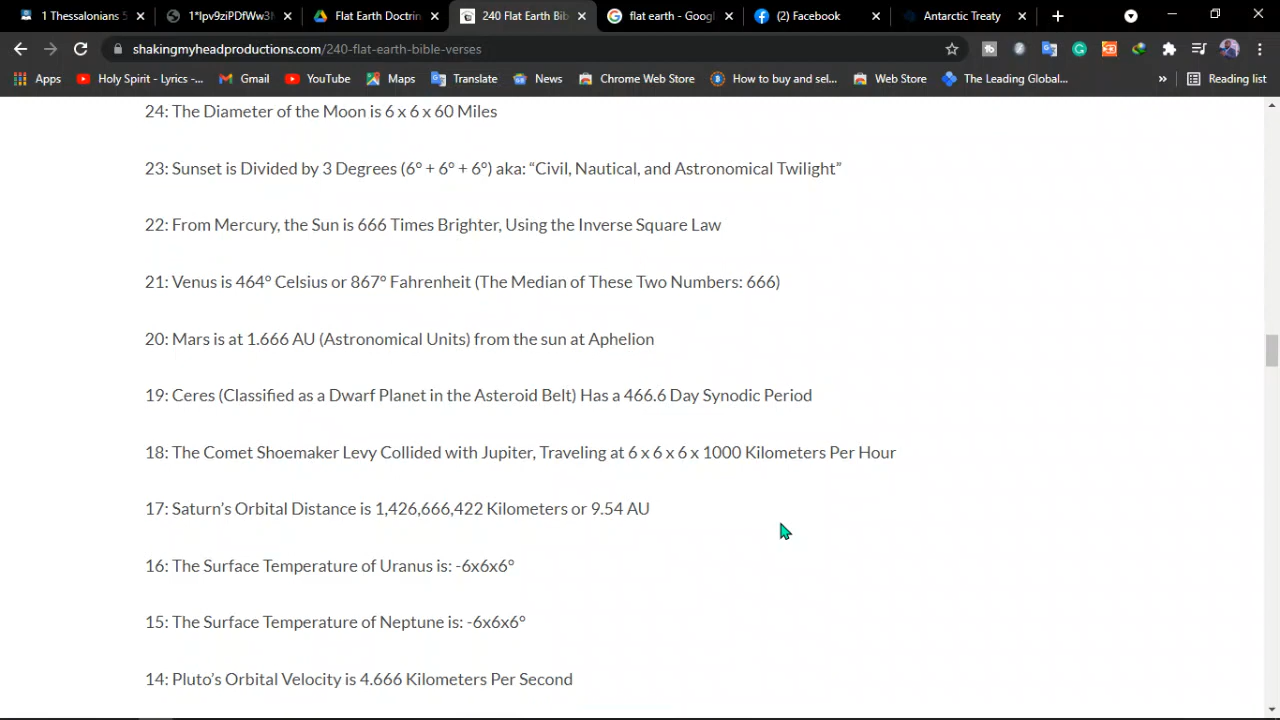 1 Thessalonians 5
1*Ipv9ziPDfWw3H
Flat Earth Doctrin
240 Flat Earth Bib
flat earth - Googl
(2) Facebook
Antarctic Treaty
shakingmyheadproductions.com/240-flat-earth-bible-verses
Apps
Holy Spirit - Lyrics -...
Gmail
YouTube
Maps
Translate
News
Chrome Web Store
How to buy and sel...
Web Store
The Leading Global...
»
Reading list
24: The Diameter of the Moon is 6 x 6 x 60 Miles
23: Sunset is Divided by 3 Degrees (6° + 6° + 6°) aka: “Civil, Nautical, and Astronomical Twilight”
22: From Mercury, the Sun is 666 Times Brighter, Using the Inverse Square Law
21: Venus is 464° Celsius or 867° Fahrenheit (The Median of These Two Numbers: 666)
20: Mars is at 1.666 AU (Astronomical Units) from the sun at Aphelion
19: Ceres (Classified as a Dwarf Planet in the Asteroid Belt) Has a 466.6 Day Synodic Period
18: The Comet Shoemaker Levy Collided with Jupiter, Traveling at 6 x 6 x 6 x 1000 Kilometers Per Hour
17: Saturn’s Orbital Distance is 1,426,666,422 Kilometers or 9.54 AU
16: The Surface Temperature of Uranus is: -6x6x6°
15: The Surface Temperature of Neptune is: -6x6x6°
14: Pluto’s Orbital Velocity is 4.666 Kilometers Per Second